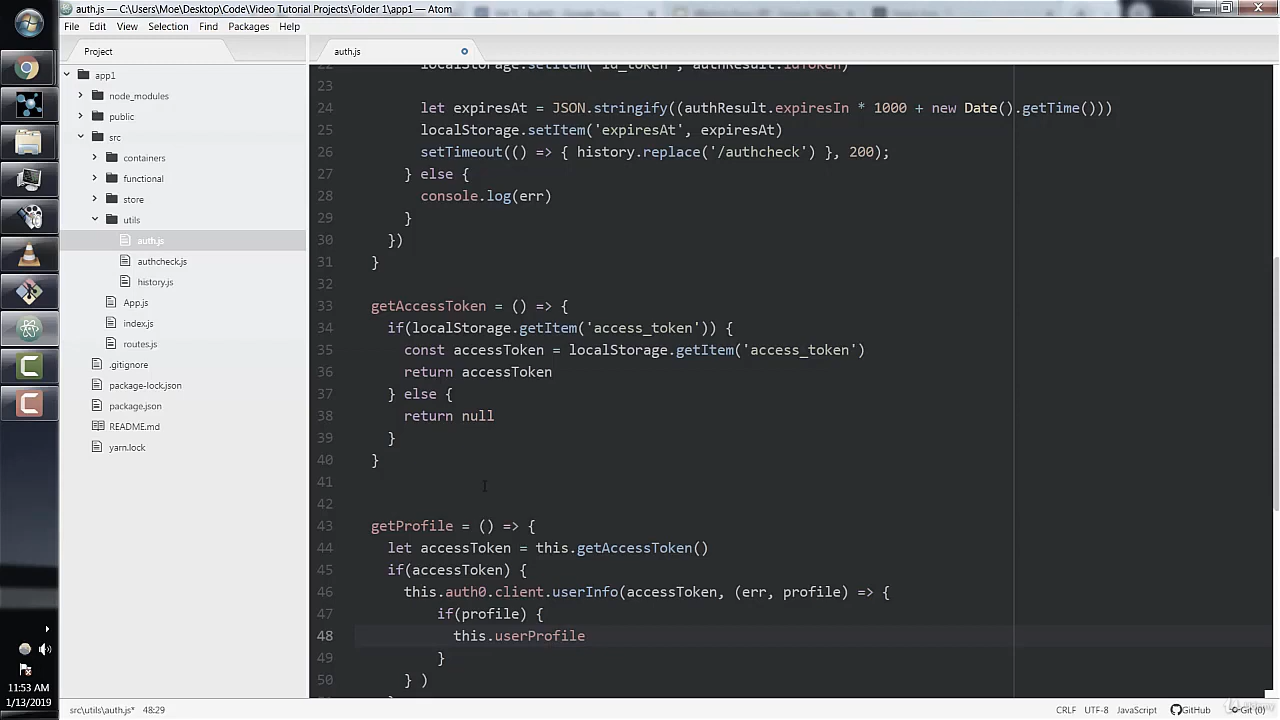 auth.js — C:\Users\Moe\Desktop\Code\Video Tutorial Projects\Folder 1\app1 — Atom
File Edit View Selection Find Packages Help
Project
auth.js
app1
node_modules
public
src
containers
functional
store
utils
auth.js
authcheck.js
history.js
App.js
index.js
routes.js
.gitignore
package-lock.json
package.json
README.md
yarn.lock
22 localStorage.setItem('id_token', authResult.idToken)
23
24 let expiresAt = JSON.stringify((authResult.expiresIn * 1000 + new Date().getTime()))
25 localStorage.setItem('expiresAt', expiresAt)
26 setTimeout(() => { history.replace('/authcheck') }, 200);
27 } else {
28 console.log(err)
29 }
30 })
31 }
32
33 getAccessToken = () => {
34 if(localStorage.getItem('access_token')) {
35 const accessToken = localStorage.getItem('access_token')
36 return accessToken
37 } else {
38 return null
39 }
40 }
41
42
43 getProfile = () => {
44 let accessToken = this.getAccessToken()
45 if(accessToken) {
46 this.auth0.client.userInfo(accessToken, (err, profile) => {
47 if(profile) {
48 this.userProfile
49 }
50 } )
11:53 AM
1/13/2019
src\utils\auth.js* 48:29
CRLF UTF-8 JavaScript GitHub Git (0)